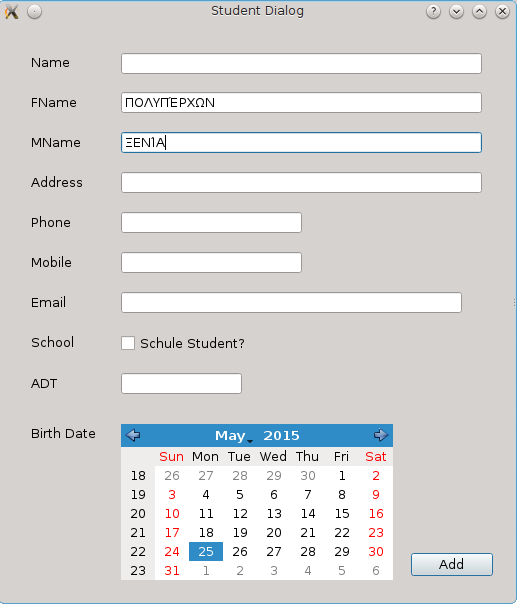 Student Dialog
Name
FName ΠΟΛΥΠΈΡΧΩΝ
MName ΞΕΝΊΑ
Address
Phone
Mobile
Email
School Schule Student?
ADT
Birth Date May 2015
Sun Mon Tue Wed Thu Fri Sat
18 26 27 28 29 30 1 2
19 3 4 5 6 7 8 9
20 10 11 12 13 14 15 16
21 17 18 19 20 21 22 23
22 24 25 26 27 28 29 30
23 31 1 2 3 4 5 6
Add